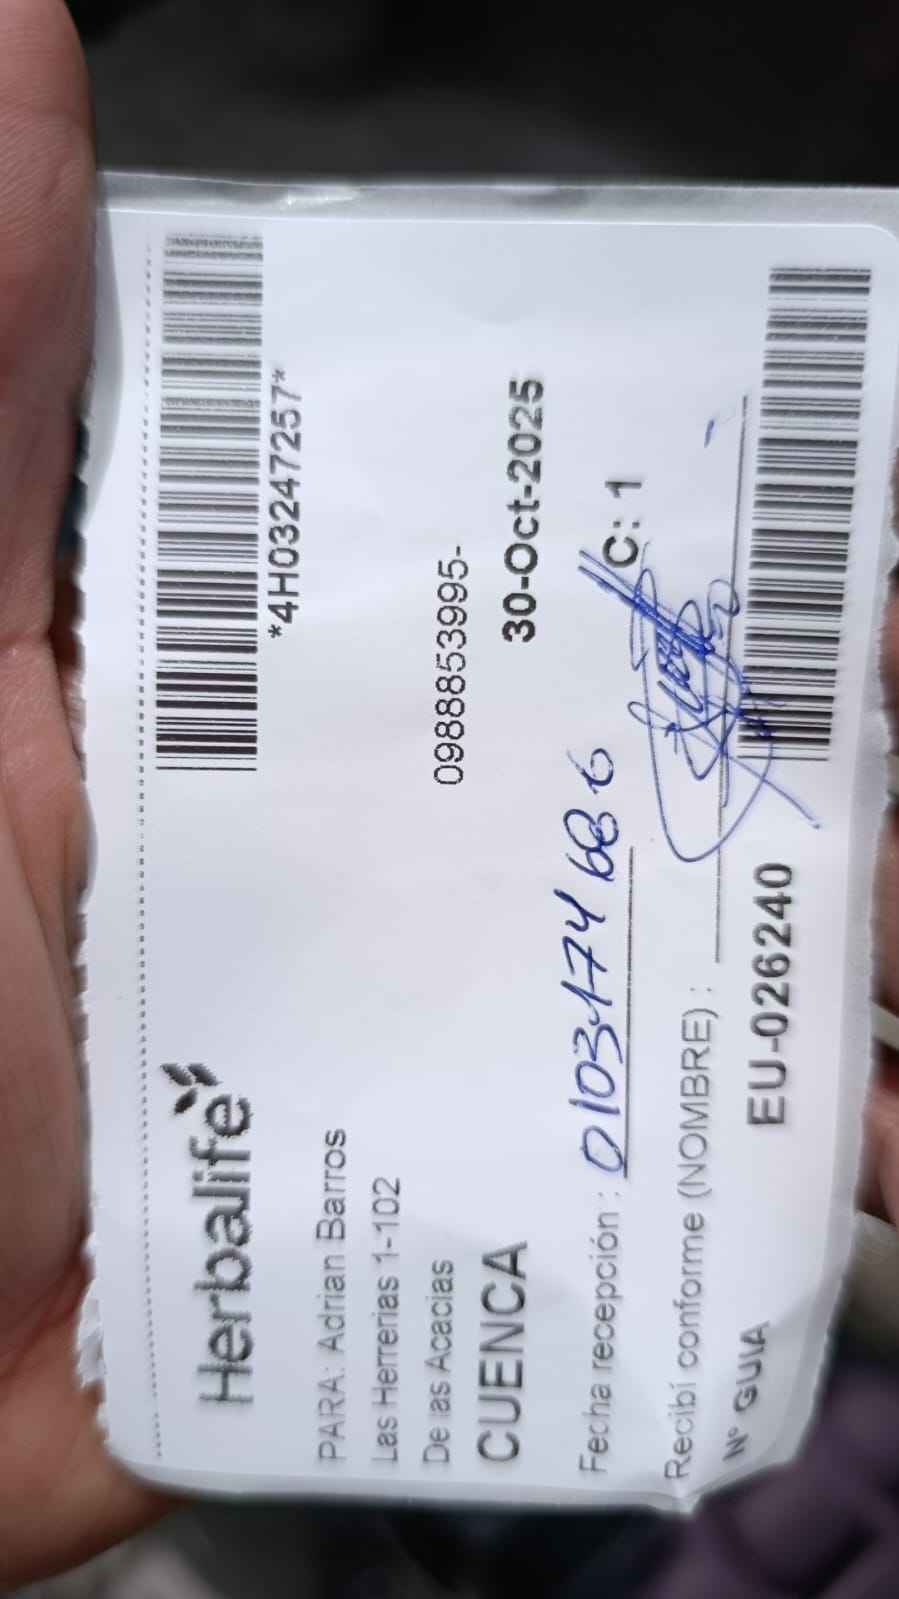 Herbalife
*4H03247257*
PARA: Adrian Barros
Las Herrerias 1-102
De las Acacias
0988853995-
CUENCA
30-Oct-2025
Fecha recepción : 0103174686
C: 1
Recibí conforme (NOMBRE) :
N° GUIA
EU-026240